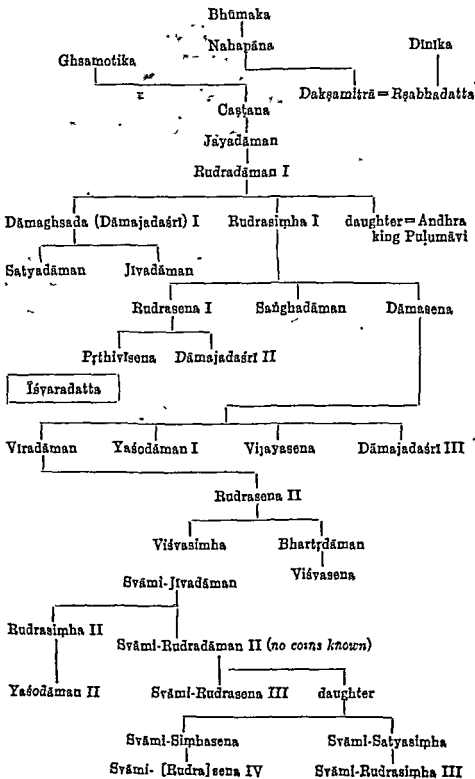 Bhūmaka
Nahapāna
Dīnīka
Ghsamotika
Dakṣamitrā = Ṛṣabhadatta
Caṣṭana
Jayadāman
Rudradāman I
Dāmaghsada (Dāmajadaśrī) I
Rudrasiṃha I
daughter = Andhra
king Puḷumāvi
Satyadāman
Jīvadāman
Rudrasena I
Saṅghadāman
Dāmasena
Pṛthivīsena
Dāmajadaśrī II
Īśvaradatta
Vīradāman
Yaśodāman I
Vijayasena
Dāmajadaśrī III
Rudrasena II
Viśvasiṃha
Bhartṛdāman
Viśvasena
Svāmi-Jīvadāman
Rudrasiṃha II
Svāmi-Rudradāman II (no coins known)
Yaśodāman II
Svāmi-Rudrasena III
daughter
Svāmi-Siṃhasena
Svāmi-Satyasiṃha
Svāmi- [Rudra]sena IV
Svāmi-Rudrasiṃha III